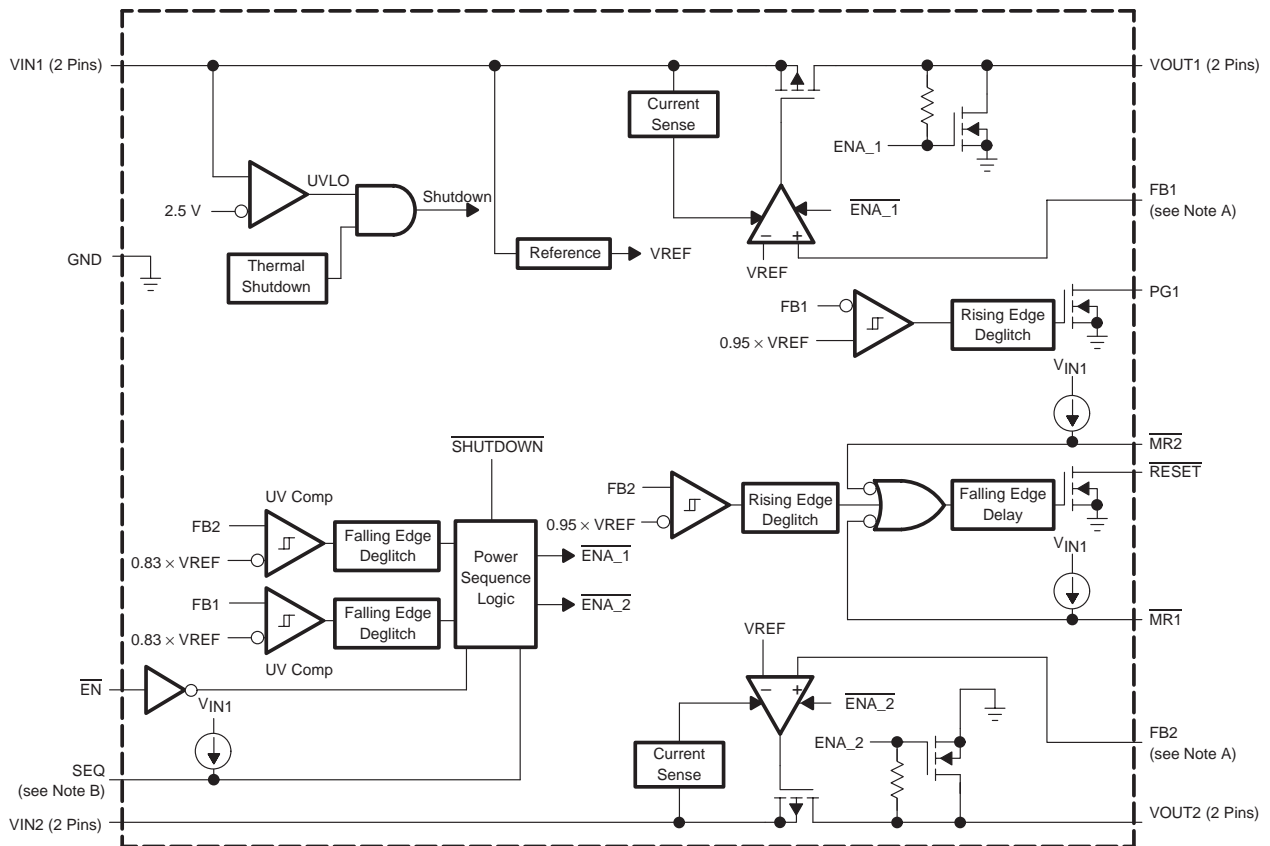 VIN1 (2 Pins)
VOUT1 (2 Pins)
Current
Sense
ENA_1
UVLO
Shutdown
2.5 V
ENA_1
FB1
(see Note A)
GND
Thermal
Shutdown
Reference
VREF
− +
VREF
PG1
FB1
Rising Edge
Deglitch
0.95 × VREF
VIN1
SHUTDOWN
MR2
RESET
UV Comp
FB2
Rising Edge
Deglitch
Falling Edge
Delay
FB2
Falling Edge
Deglitch
0.95 × VREF
0.83 × VREF
Power
Sequence
Logic
ENA_1
VIN1
FB1
Falling Edge
Deglitch
ENA_2
0.83 × VREF
MR1
VREF
UV Comp
EN
− +
VIN1
ENA_2
FB2
(see Note A)
ENA_2
Current
Sense
SEQ
(see Note B)
VIN2 (2 Pins)
VOUT2 (2 Pins)